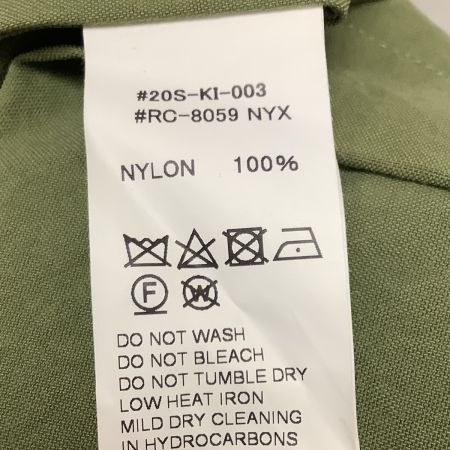 #20S-KI-003
#RC-8059 NYX
NYLON 100%
F W
DO NOT WASH
DO NOT BLEACH
DO NOT TUMBLE DRY
LOW HEAT IRON
MILD DRY CLEANING
IN HYDROCARBONS